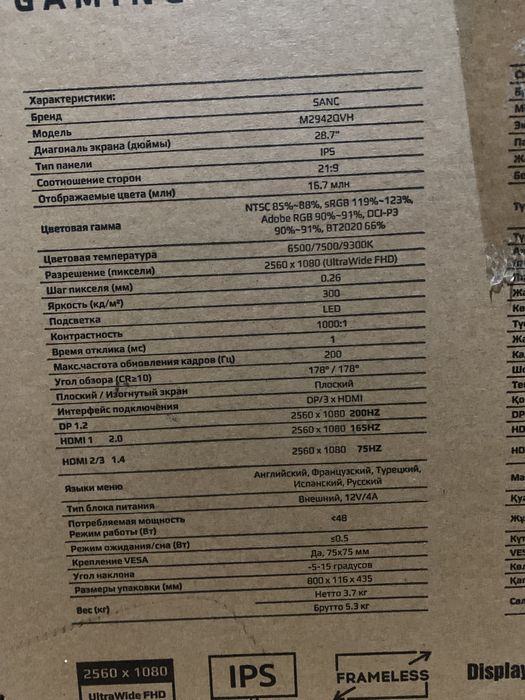 GAMING
Характеристики:
Бренд SANC
Модель M2942QVH
Диагональ экрана (дюймы) 28.7"
Тип панели IPS
Соотношение сторон 21:9
Отображаемые цвета (млн) 16.7 млн
Цветовая гамма NTSC 85%~88%, sRGB 119%~123%,
Adobe RGB 90%~91%, DCI-P3
90%~91%, BT2020 66%
Цветовая температура 6500/7500/9300K
Разрешение (пиксели) 2560 x 1080 (UltraWide FHD)
Шаг пикселя (мм) 0.26
Яркость (кд/м²) 300
Подсветка LED
Контрастность 1000:1
Время отклика (мс) 1
Макс.частота обновления кадров (Гц) 200
Угол обзора (CR≥10) 178° / 178°
Плоский / Изогнутый экран Плоский
Интерфейс подключения DP/3 x HDMI
DP 1.2 2560 x 1080 200HZ
HDMI 1 2.0 2560 x 1080 165HZ
HDMI 2/3 1.4 2560 x 1080 75HZ
Языки меню Английский, Французский, Турецкий,
Испанский, Русский
Тип блока питания Внешний, 12V/4A
Потребляемая мощность
Режим работы (Вт) <48
Режим ожидания/сна (Вт) ≤0.5
Крепление VESA Да, 75x75 мм
Угол наклона -5-15 градусов
Размеры упаковки (мм) 800 x 116 x 435
Вес (кг) Нетто 3.7 кг
Брутто 5.3 кг
2560 x 1080
UltraWide FHD
IPS
FRAMELESS
Display